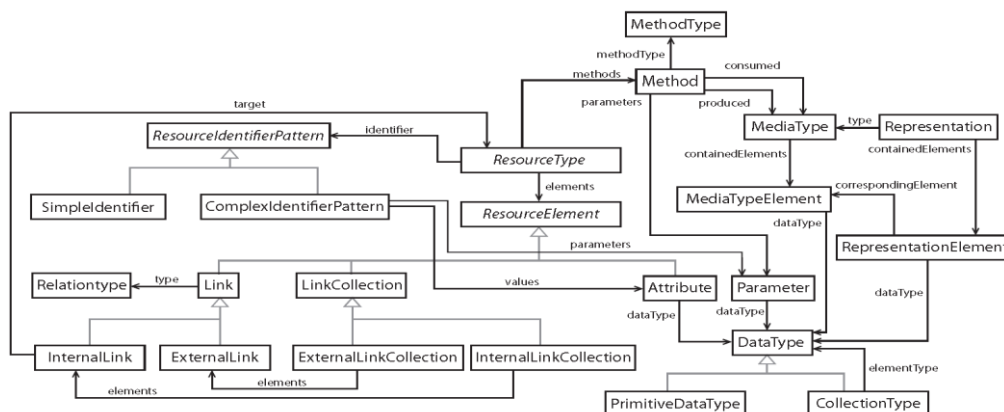 MethodType
methodType
consumed
methods
Method
parameters
produced
target
identifier
type
ResourceIdentifierPattern
MediaType
Representation
ResourceType
containedElements
containedElements
elements
correspondingElement
SimpleIdentifier
ComplexIdentifierPattern
ResourceElement
MediaTypeElement
dataType
parameters
RepresentationElement
type
Relationtype
Link
LinkCollection
values
Attribute
Parameter
dataType
dataType
dataType
DataType
InternalLink
ExternalLink
ExternalLinkCollection
InternalLinkCollection
elementType
elements
elements
PrimitiveDataType
CollectionType